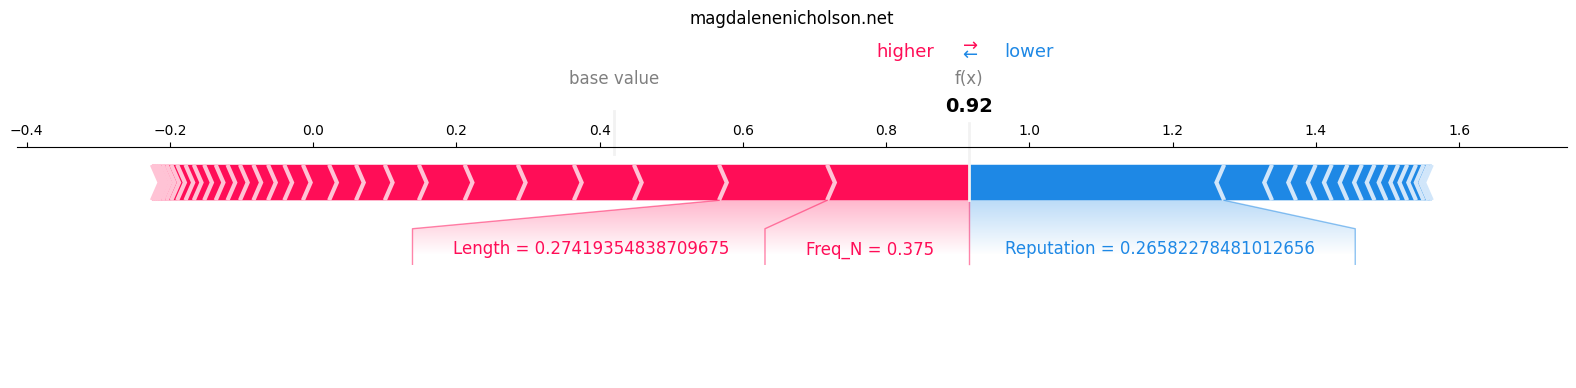 magdalenenicholson.net
higher ⇄ lower
base value f(x)
0.92
−0.4 −0.2 0.0 0.2 0.4 0.6 0.8 1.0 1.2 1.4 1.6
Length = 0.27419354838709675 Freq_N = 0.375 Reputation = 0.26582278481012656